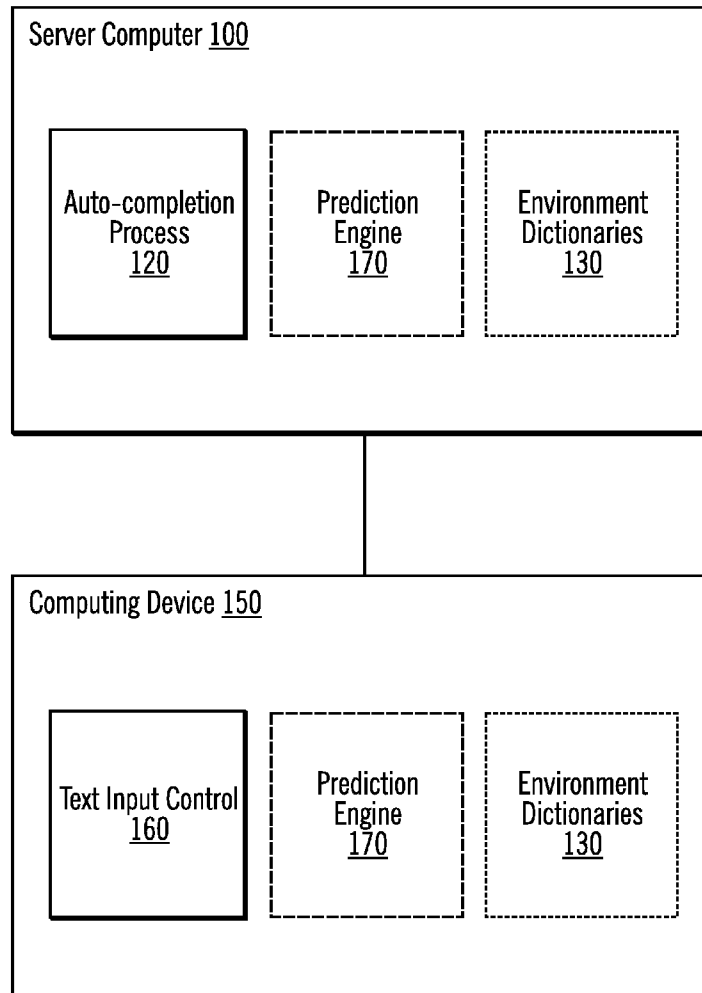 Server Computer 100
Auto-completion
Process
120
Prediction
Engine
170
Environment
Dictionaries
130
Computing Device 150
Text Input Control
160
Prediction
Engine
170
Environment
Dictionaries
130